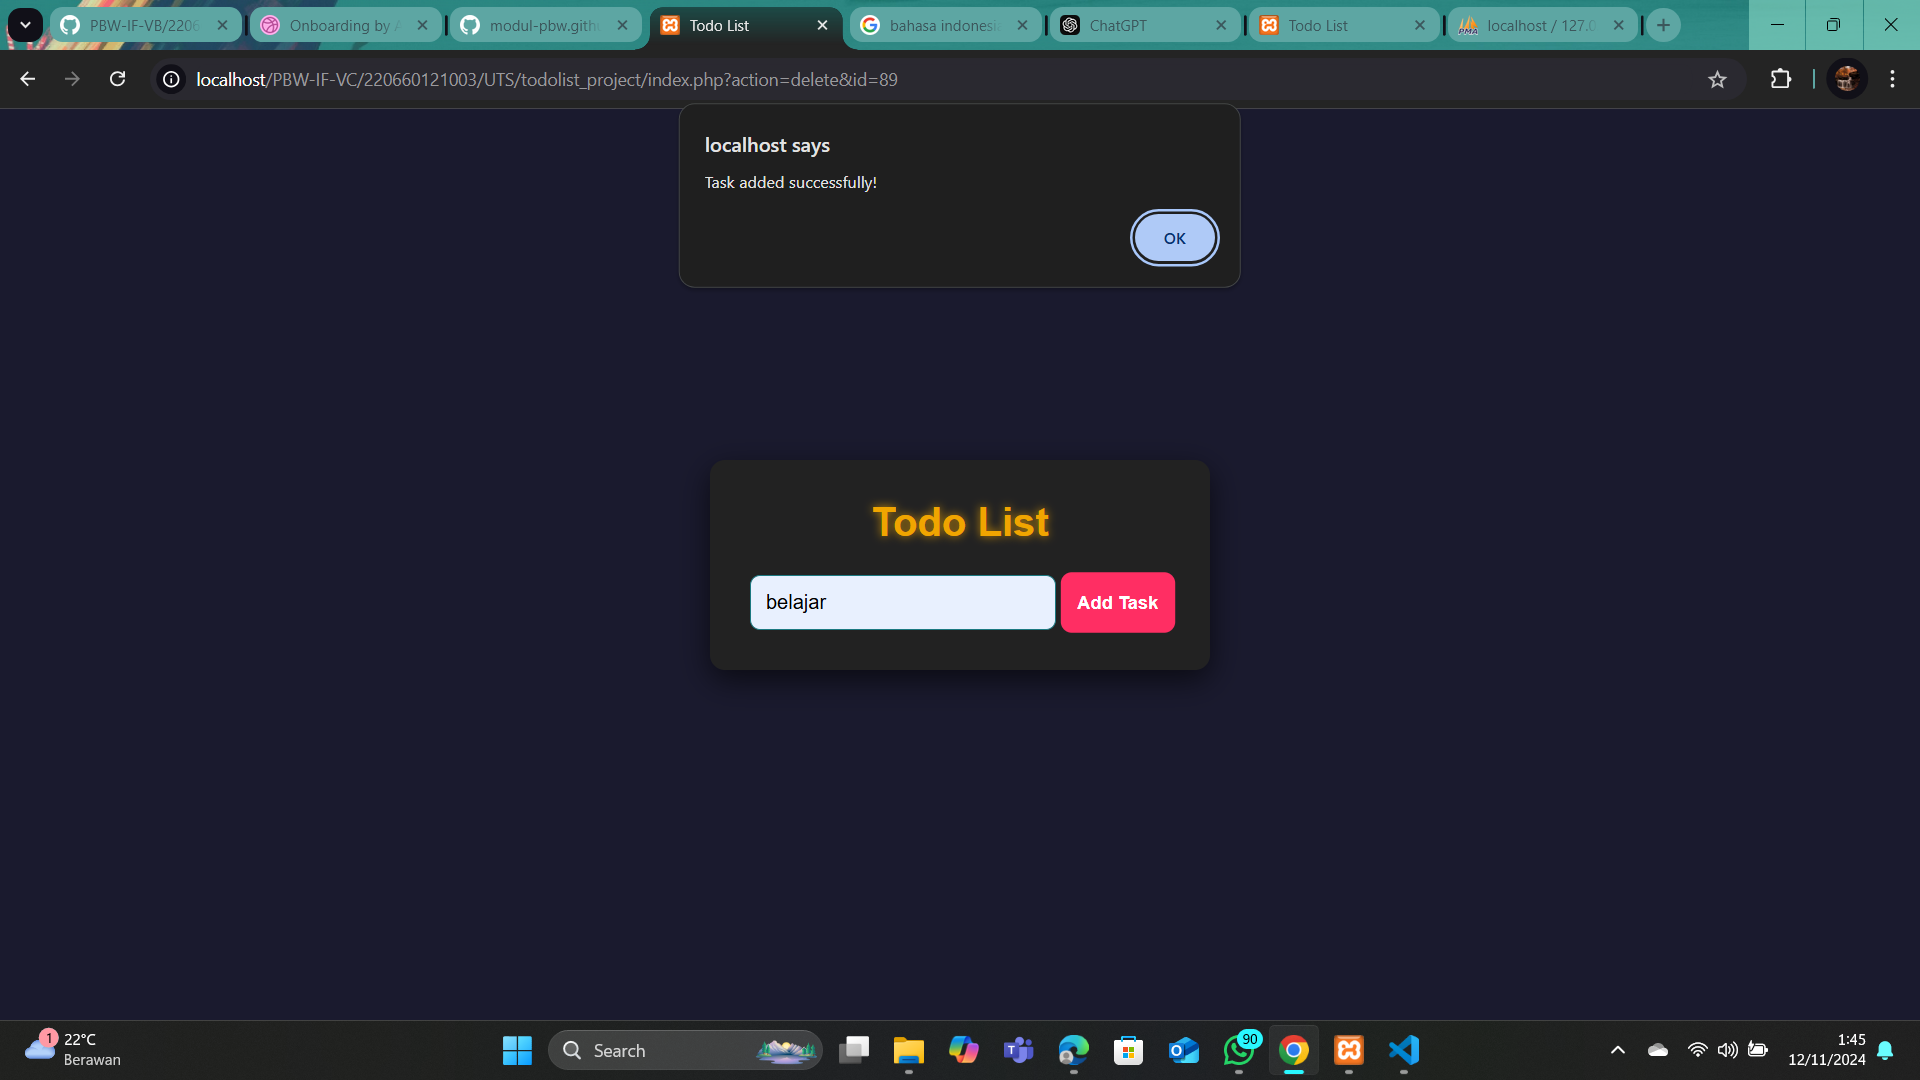 PBW-IF-VB/2206
Onboarding by A
modul-pbw.gith
Todo List
bahasa indonesi
ChatGPT
Todo List
PMA
localhost / 127.0
localhost/PBW-IF-VC/220660121003/UTS/todolist_project/index.php?action=delete&id=89
localhost says
Task added successfully!
OK
Todo List
belajar
Add Task
1
22°C
Berawan
Search
90
1:45
12/11/2024